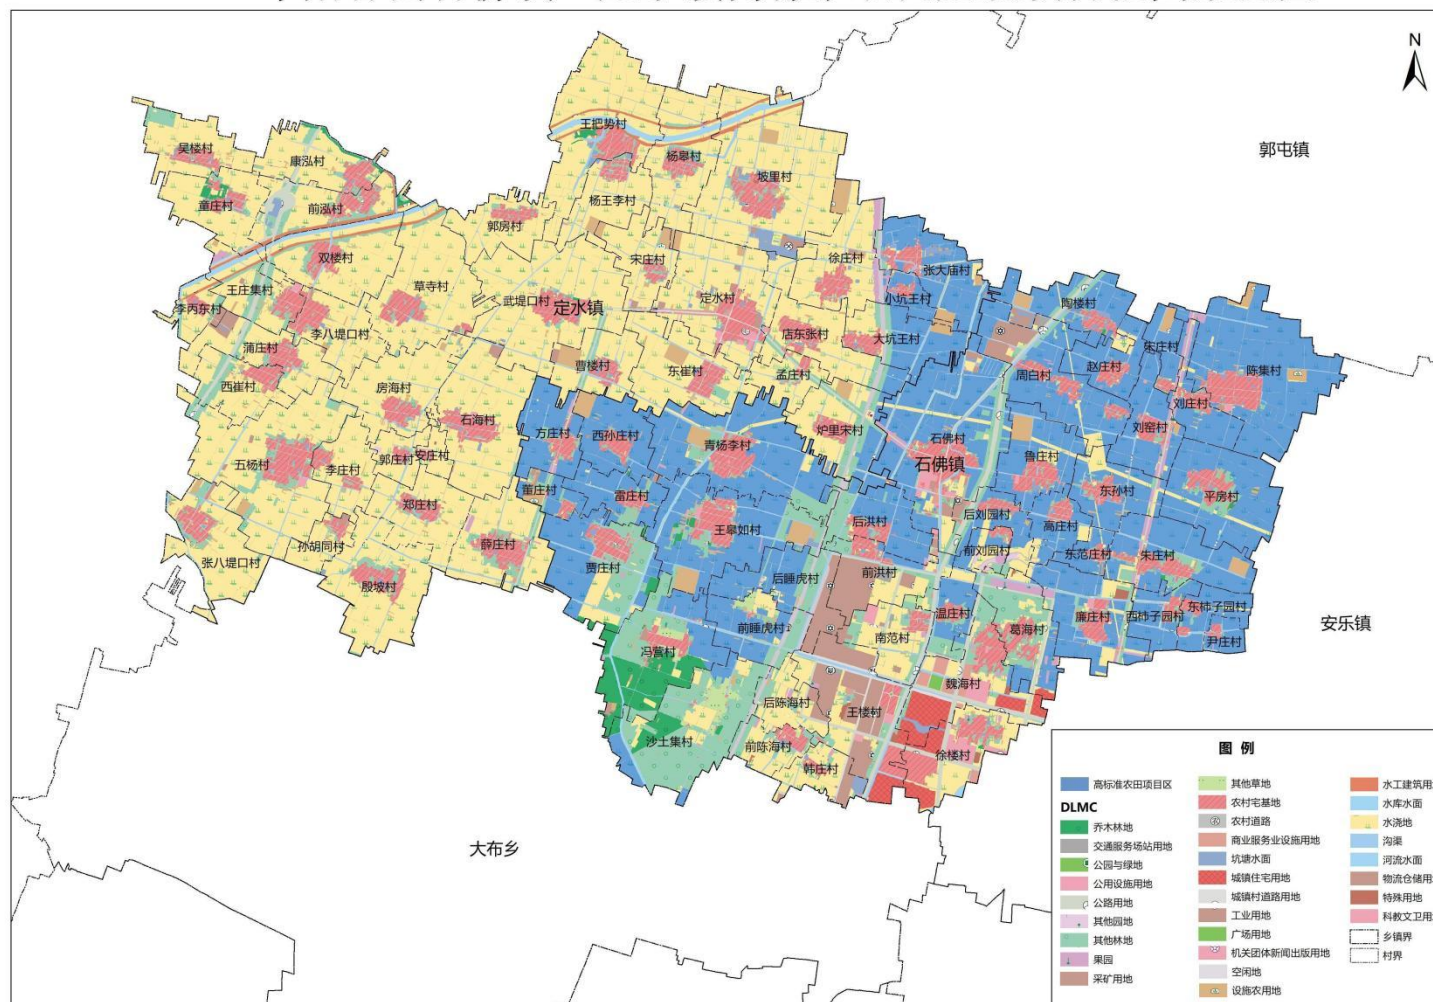 N
郭屯镇
王把势村
吴楼村
康泓村
杨皋村
坡里村
童庄村
前泓村
杨王李村
郭房村
双楼村
宋庄村
徐庄村
张大庙村
王庄集村
草寺村
定水村
小坑王村
陶楼村
李丙东村
武堤口村
定水镇
李八堤口村
店东张村
大坑王村
朱庄村
蒲庄村
曹楼村
东崔村
孟庄村
周白村
赵庄村
陈集村
西崔村
房海村
刘庄村
石海村
方庄村
西孙庄村
青杨李村
炉里宋村
石佛村
刘窑村
五杨村
李庄村
郭庄村
安庄村
石佛镇
鲁庄村
董庄村
雷庄村
东孙村
平房村
郑庄村
王皋如村
后洪村
后刘园村
高庄村
孙胡同村
薛庄村
前刘园村
东范庄村
朱庄村
张八堤口村
贾庄村
后睡虎村
前洪村
殷坡村
温庄村
廉庄村
西柿子园村
东柿子园村
安乐镇
前睡虎村
南范村
葛海村
尹庄村
冯营村
魏海村
后陈海村
王楼村
沙土集村
前陈海村
徐楼村
韩庄村
大布乡
图 例
高标准农田项目区
DLMC
乔木林地
交通服务场站用地
公园与绿地
公用设施用地
公路用地
其他园地
其他林地
果园
采矿用地
其他草地
农村宅基地
农村道路
商业服务业设施用地
坑塘水面
城镇住宅用地
城镇村道路用地
工业用地
广场用地
机关团体新闻出版用地
空闲地
设施农用地
水工建筑用
水库水面
水浇地
沟渠
河流水面
物流仓储用
特殊用地
科教文卫用
乡镇界
村界